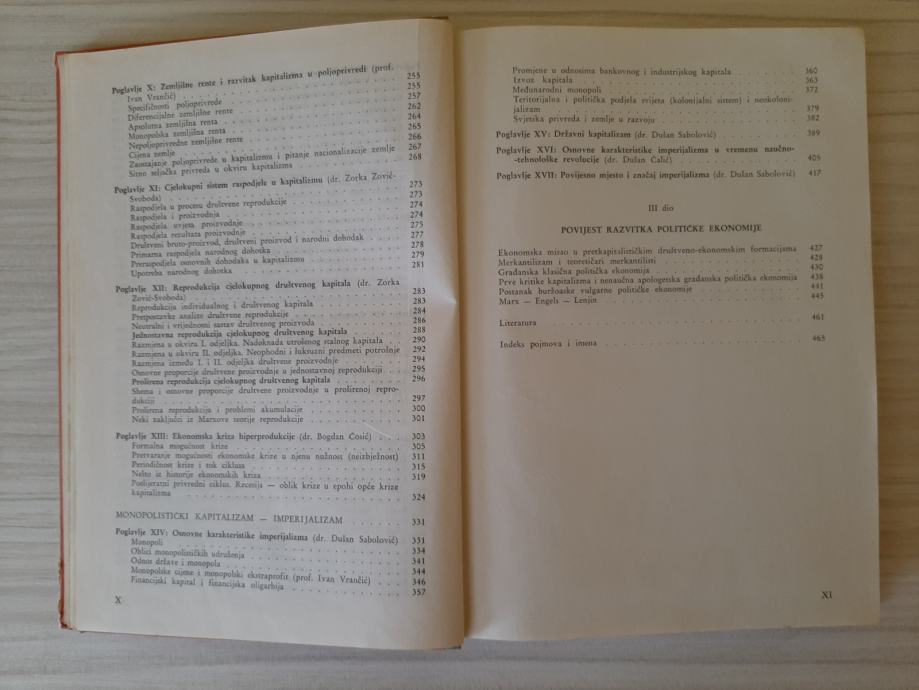 Poglavlje X: Zemljišne rente i razvitak kapitalizma u poljoprivredi (prof.
Ivan Vrančić) 255
Specifičnosti poljoprivrede 255
Diferencijalne zemljišne rente 257
Apsolutna zemljišna renta 262
Monopolska zemljišna renta 264
Nepoljoprivredne zemljišne rente 265
Cijena zemlje 266
Zaostajanje poljoprivrede u kapitalizmu i pitanje nacionalizacije zemlje 267
Sitno seljačka privreda u okviru kapitalizma 268
Poglavlje XI: Cjelokupni sistem raspodjele u kapitalizmu (dr. Zorka Zović-
Svoboda) 273
Raspodjela u procesu društvene reprodukcije 273
Raspodjela i proizvodnja 274
Raspodjela uvjeta proizvodnje 274
Raspodjela rezultata proizvodnje 275
Društveni bruto-proizvod, društveni proizvod i narodni dohodak 277
Primarna raspodjela narodnog dohotka 278
Preraspodjela osnovnih dohodaka u kapitalizmu 279
Upotreba narodnog dohotka 281
Poglavlje XII: Reprodukcija cjelokupnog društvenog kapitala (dr. Zorka
Zović-Svoboda) 283
Reprodukcija individualnog i društvenog kapitala 283
Pretpostavke analize društvene reprodukcije 284
Neutralni i vrijednosni sastav društvenog proizvoda 286
Jednostavna reprodukcija cjelokupnog društvenog kapitala 288
Razmjena u okviru I. odjeljka. Nadoknada utrošenog stalnog kapitala 290
Razmjena u okviru II. odjeljka. Neophodni i luksuzni predmeti potrošnje 292
Razmjena između I. i II. odjeljka društvene proizvodnje 294
Osnovne proporcije društvene proizvodnje u jednostavnoj reprodukciji 295
Proširena reprodukcija cjelokupnog društvenog kapitala 296
Shema i osnovne proporcije društvene proizvodnje u proširenoj repro-
dukciji 297
Proširena reprodukcija i problemi akumulacije 300
Neki zaključci iz Marxove teorije reprodukcije 301
Poglavlje XIII: Ekonomska kriza hiperprodukcije (dr. Bogdan Ćosić) 303
Formalna mogućnost krize 305
Pretvaranje mogućnosti ekonomske krize u njenu nužnost (neizbježnost) 311
Periodičnost krize i tok ciklusa 315
Nešto iz historije ekonomskih kriza 319
Poslijeratni privredni ciklus. Recesija — oblik krize u epohi opće krize
kapitalizma 324
MONOPOLISTIČKI KAPITALIZAM — IMPERIJALIZAM 331
Poglavlje XIV: Osnovne karakteristike imperijalizma (dr. Dušan Sabolović) 331
Monopoli 334
Oblici monopolističkih udruženja 341
Odnos države i monopola 344
Monopolske cijene i monopolski ekstraprofit (prof. Ivan Vrančić) 346
Financijski kapital i financijska oligarhija 357
X
Promjene u odnosima bankovnog i industrijskog kapitala 360
Izvoz kapitala 363
Međunarodni monopoli 372
Teritorijalna i politička podjela svijeta (kolonijalni sistem) i neokoloni-
jalizam 379
Svjetska privreda i zemlje u razvoju 382
Poglavlje XV: Državni kapitalizam (dr. Dušan Sabolović) 389
Poglavlje XVI: Osnovne karakteristike imperijalizma u vremenu naučno-
-tehnološke revolucije (dr. Dušan Čalić) 405
Poglavlje XVII: Povijesno mjesto i značaj imperijalizma (dr. Dušan Sabolović) 417
III dio
POVIJEST RAZVITKA POLITIČKE EKONOMIJE
Ekonomska misao u pretkapitalističkim društveno-ekonomskim formacijama 427
Merkantilizam i teoretičari merkantilisti 428
Građanska klasična politička ekonomija 430
Prve kritike kapitalizma i nenaučna apologetska građanska politička ekonomija 438
Postanak buržoaske vulgarne političke ekonomije 441
Marx — Engels — Lenjin 445
Literatura 461
Indeks pojmova i imena 465
XI